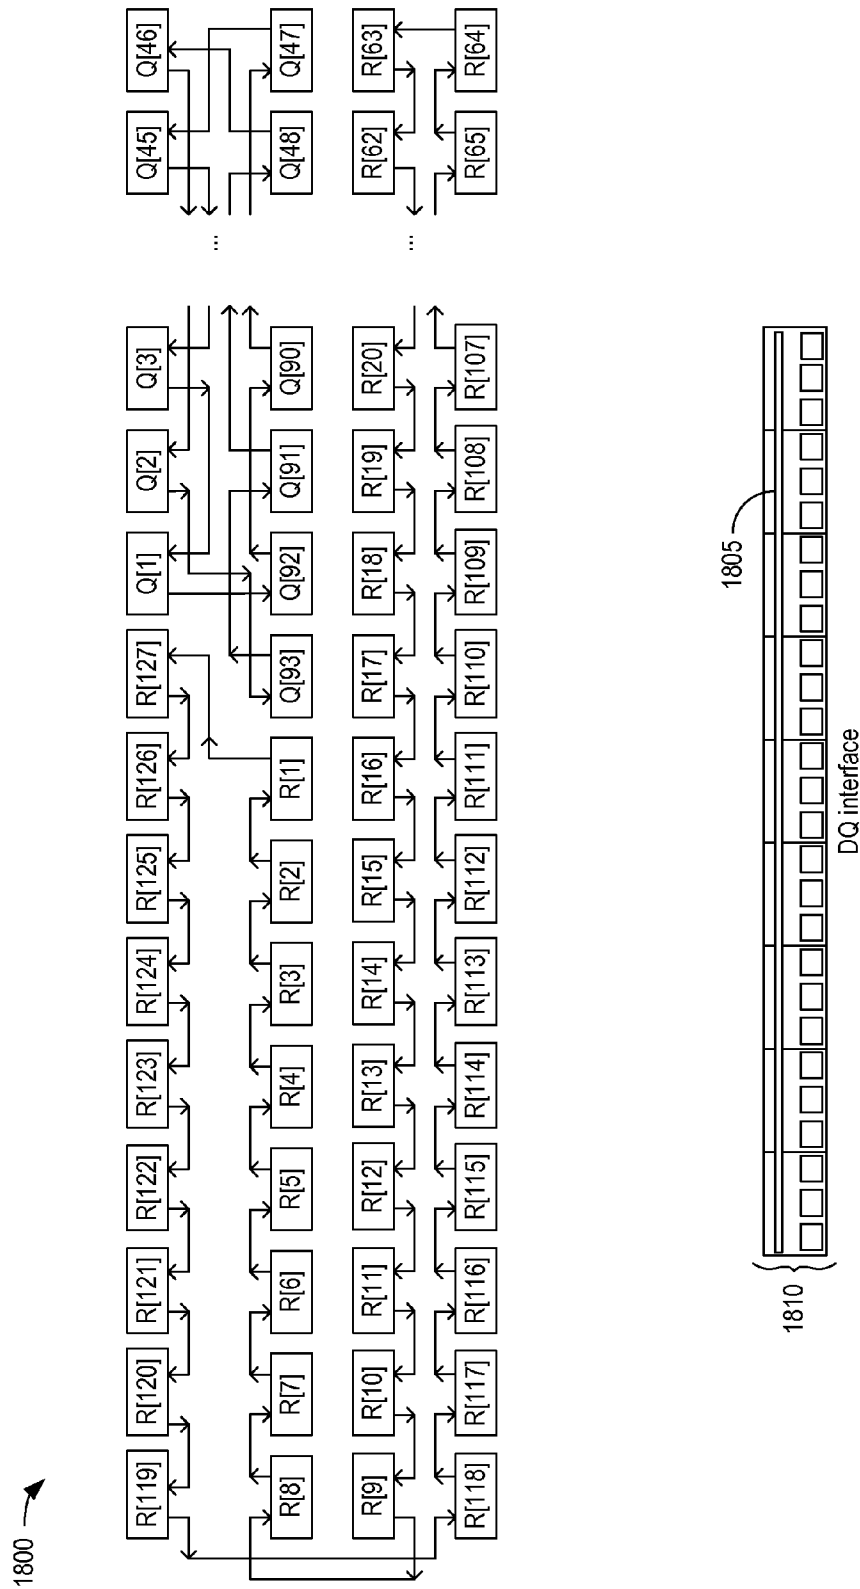 1800
R[119]
R[120]
R[121]
R[122]
R[123]
R[124]
R[125]
R[126]
R[127]
Q[1]
Q[2]
Q[3]
Q[45]
Q[46]
R[8]
R[7]
R[6]
R[5]
R[4]
R[3]
R[2]
R[1]
Q[93]
Q[92]
Q[91]
Q[90]
...
Q[48]
Q[47]
R[9]
R[10]
R[11]
R[12]
R[13]
R[14]
R[15]
R[16]
R[17]
R[18]
R[19]
R[20]
...
R[62]
R[63]
R[118]
R[117]
R[116]
R[115]
R[114]
R[113]
R[112]
R[111]
R[110]
R[109]
R[108]
R[107]
R[65]
R[64]
1805
1810
DQ interface